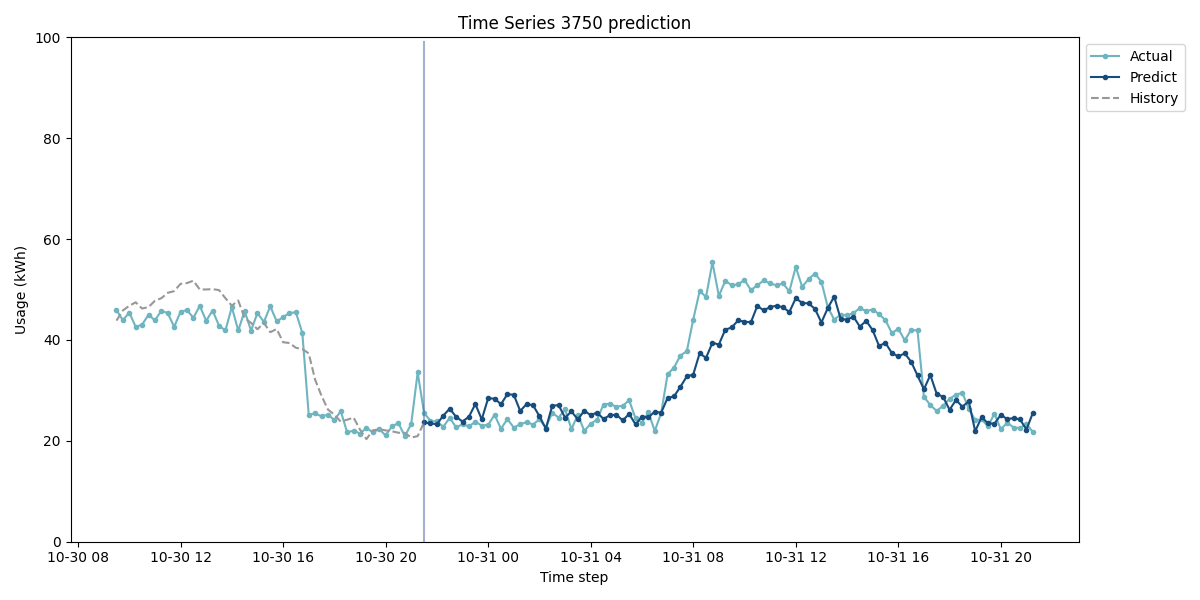 Time Series 3750 prediction
100
80
60
40
20
0
Usage (kWh)
10-30 08 10-30 12 10-30 16 10-30 20 10-31 00 10-31 04 10-31 08 10-31 12 10-31 16 10-31 20
Time step
Actual
Predict
History